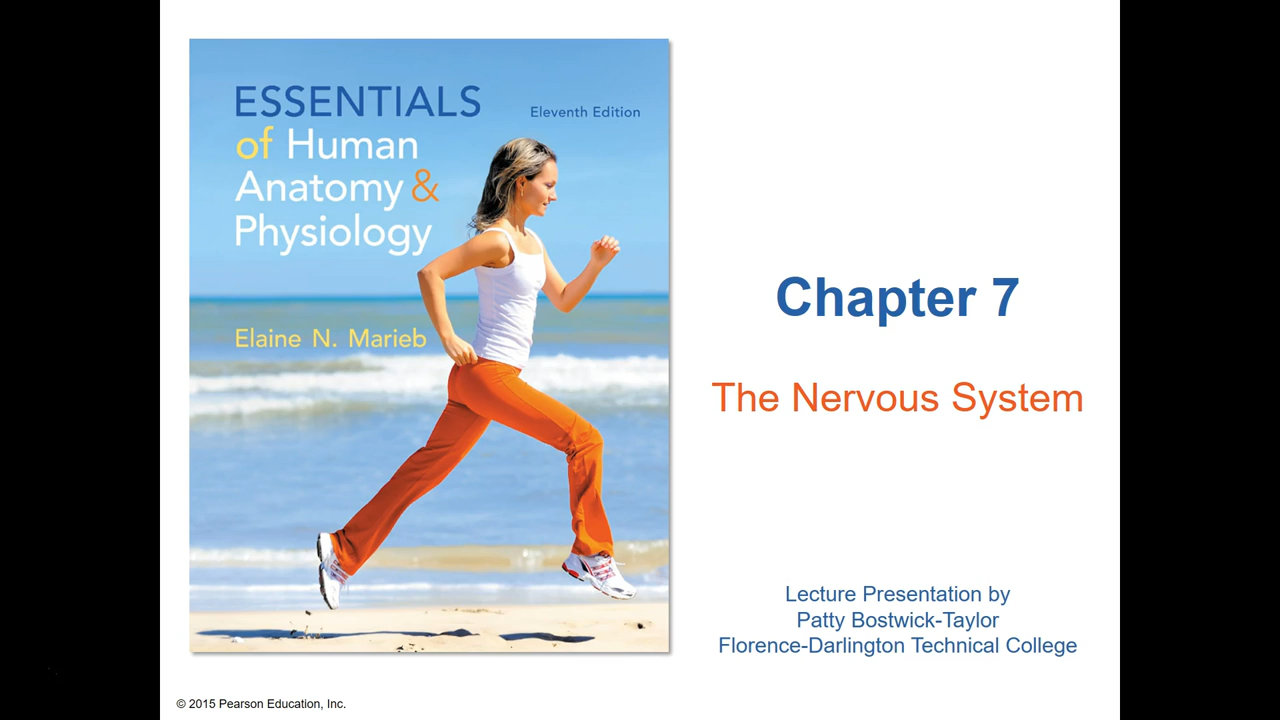 ESSENTIALS
Eleventh Edition
of Human
Anatomy &
Physiology
Elaine N. Marieb
Chapter 7
The Nervous System
Lecture Presentation by
Patty Bostwick-Taylor
Florence-Darlington Technical College
© 2015 Pearson Education, Inc.